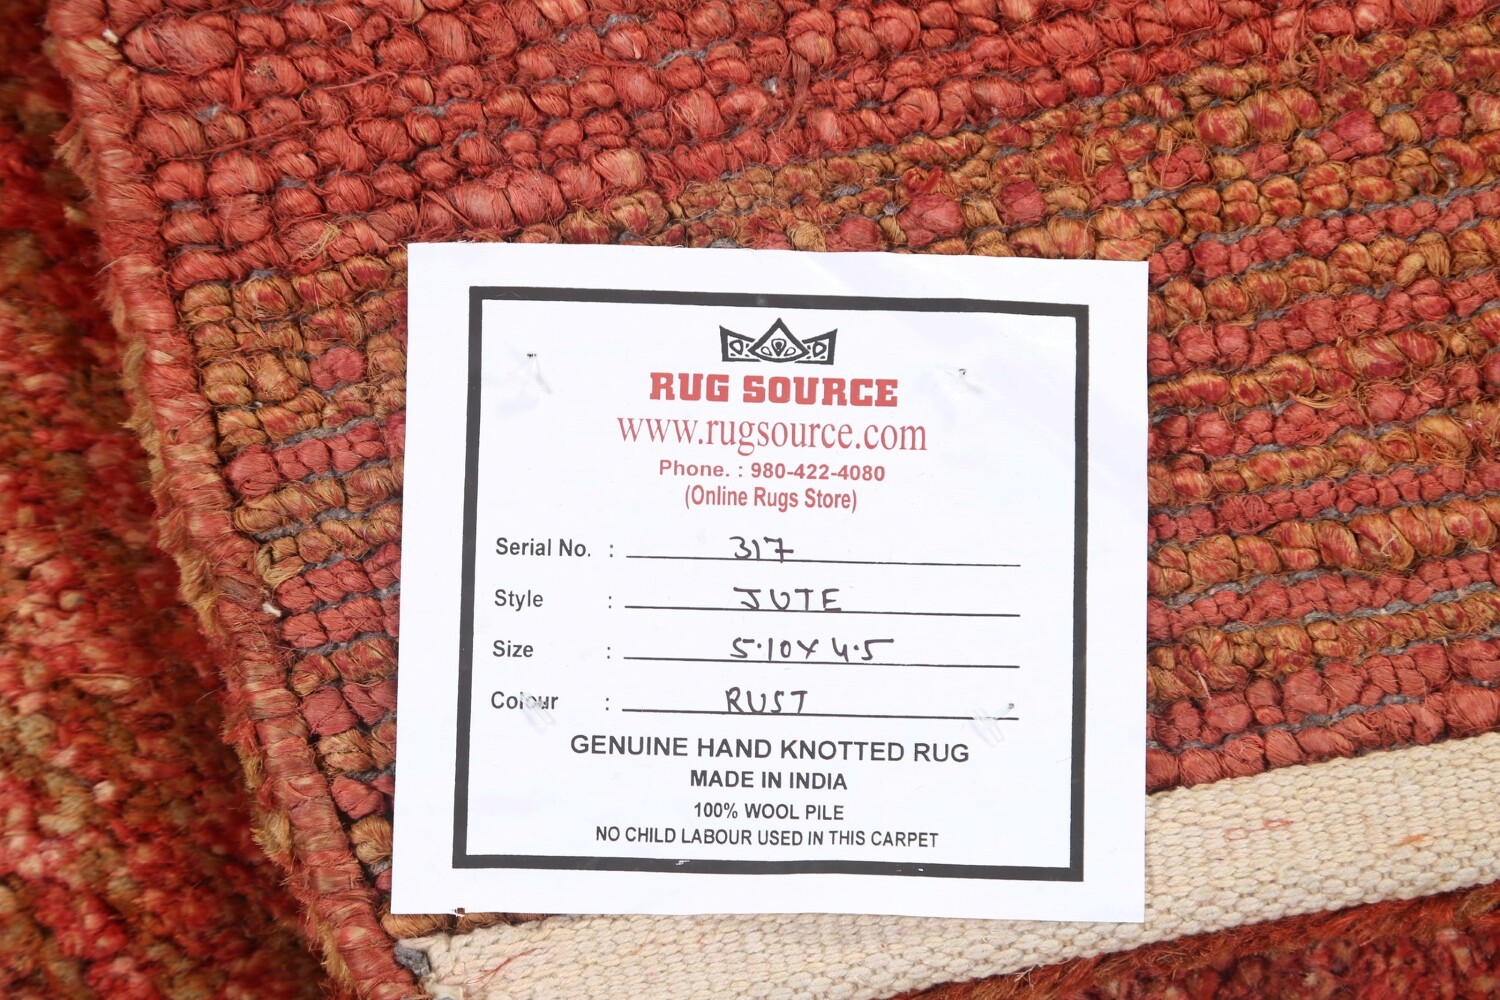 RUG SOURCE
www.rugsource.com
Phone. : 980-422-4080
(Online Rugs Store)
Serial No. : 317
Style : JUTE
Size : 5.10X4.5
Colour : RUST
GENUINE HAND KNOTTED RUG
MADE IN INDIA
100% WOOL PILE
NO CHILD LABOUR USED IN THIS CARPET